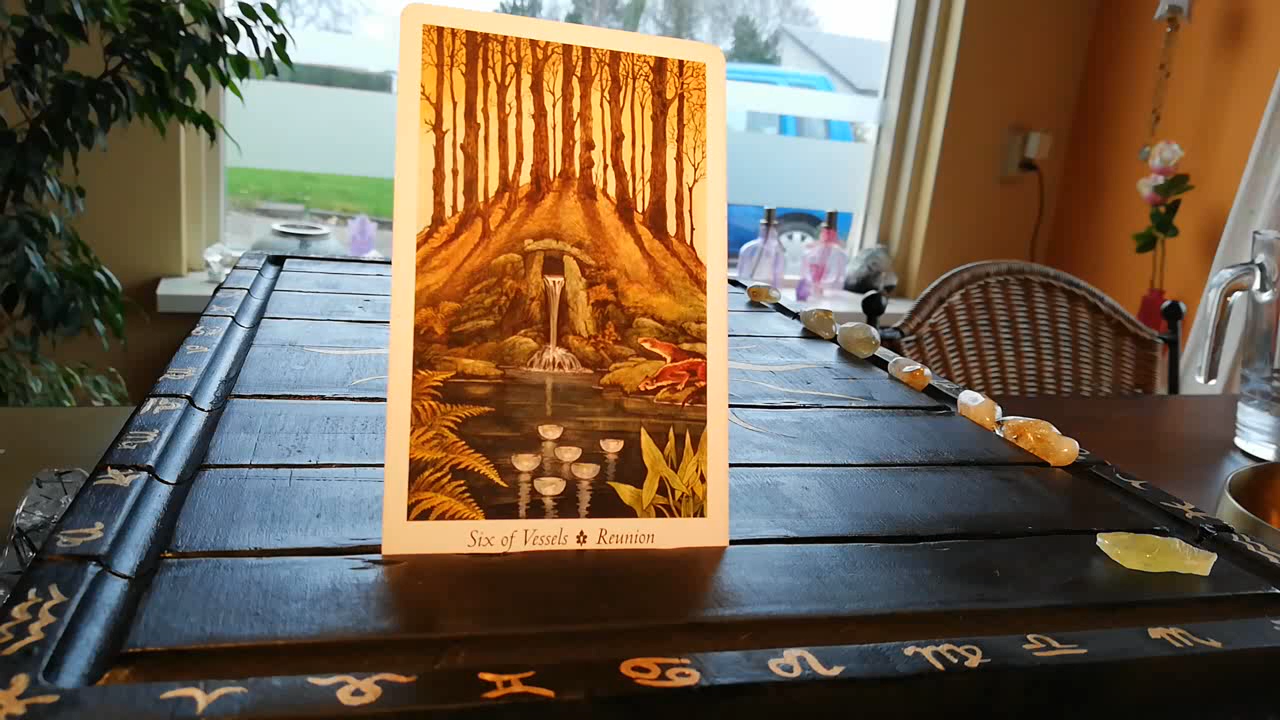 Six of Vessels ✽ Reunion